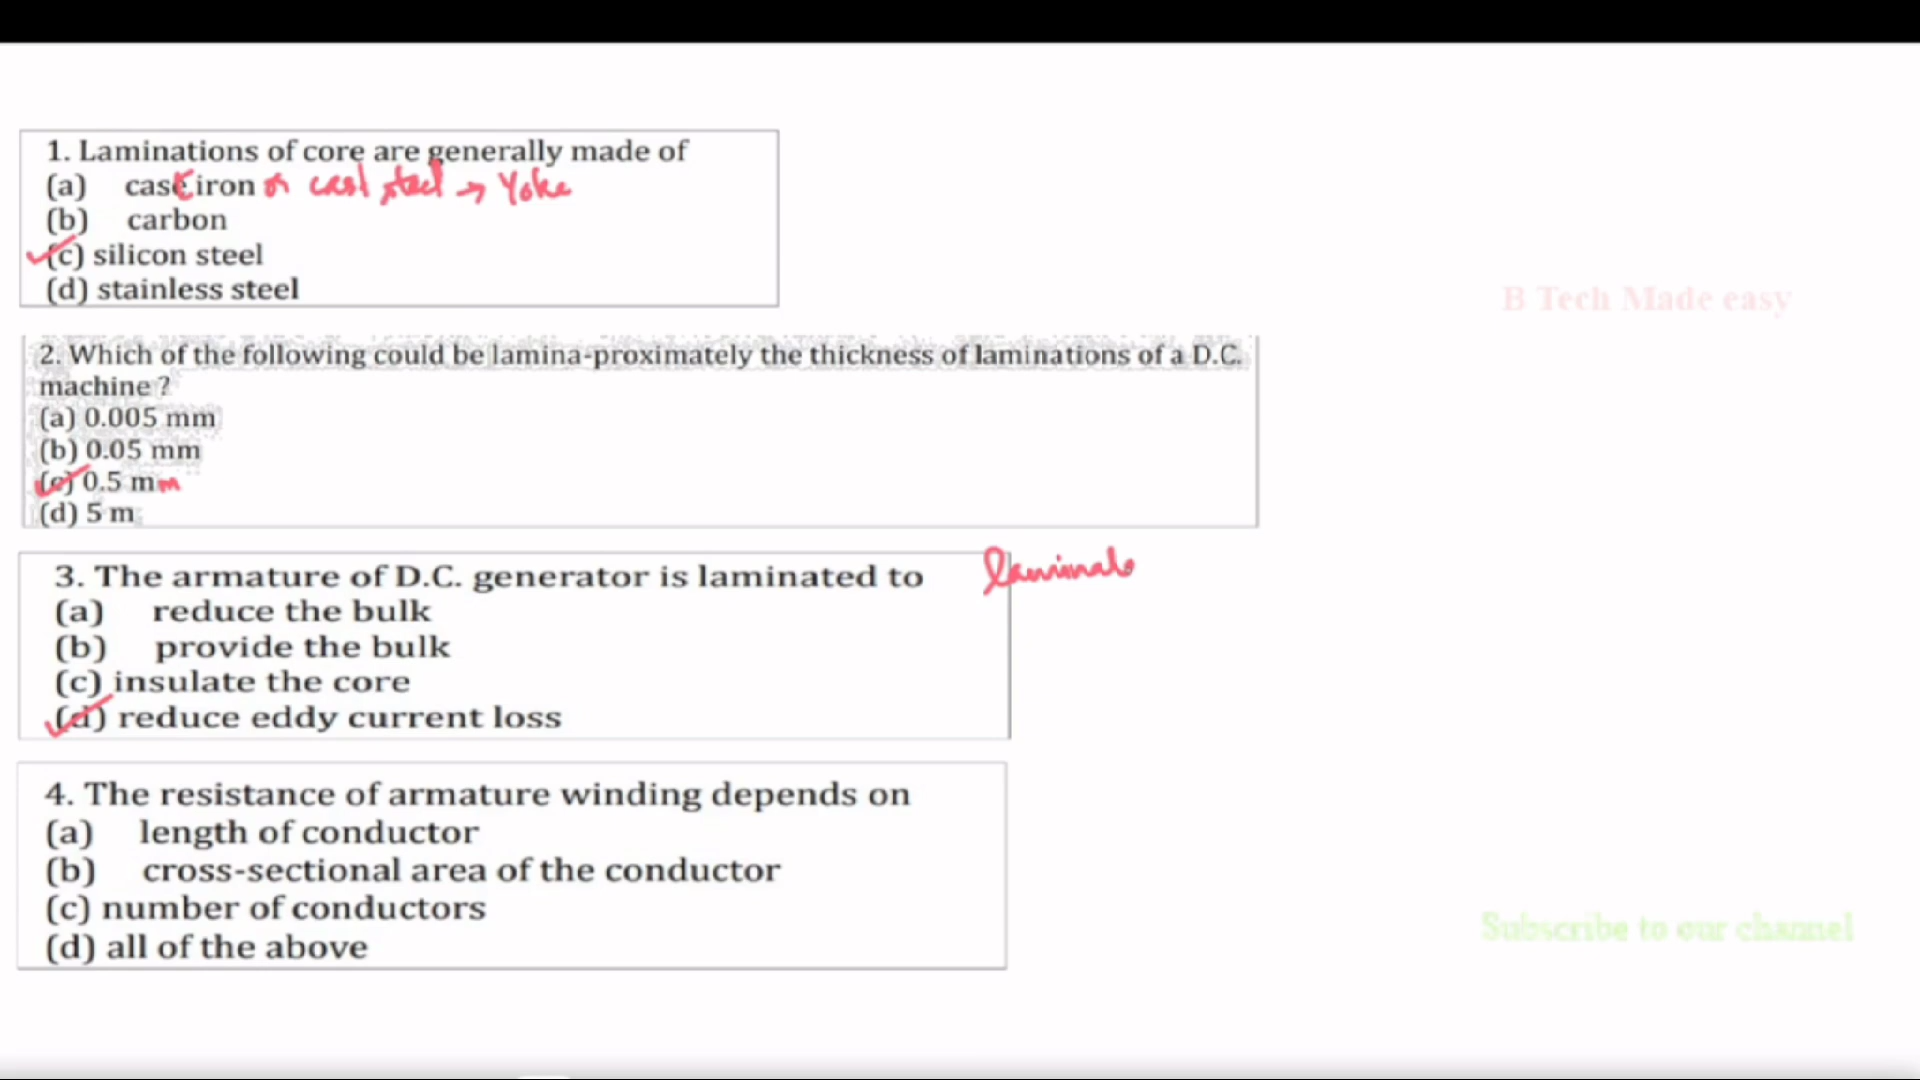 1. Laminations of core are generally made of
(a) cast iron or cast steel → Yoke
(b) carbon
(c) silicon steel
(d) stainless steel
B Tech Made easy
2. Which of the following could be lamina-proximately the thickness of laminations of a D.C.
machine ?
(a) 0.005 mm
(b) 0.05 mm
(c) 0.5 mm
(d) 5 m
3. The armature of D.C. generator is laminated to
(a) reduce the bulk
(b) provide the bulk
(c) insulate the core
(d) reduce eddy current loss
4. The resistance of armature winding depends on
(a) length of conductor
(b) cross-sectional area of the conductor
(c) number of conductors
(d) all of the above
Subscribe to our channel